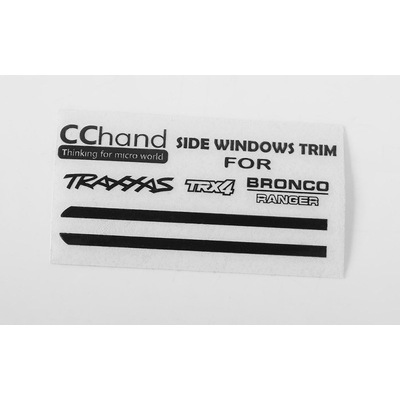 CChand
Thinking for micro world
SIDE WINDOWS TRIM
FOR
TRAXXAS TRX4 BRONCO
RANGER